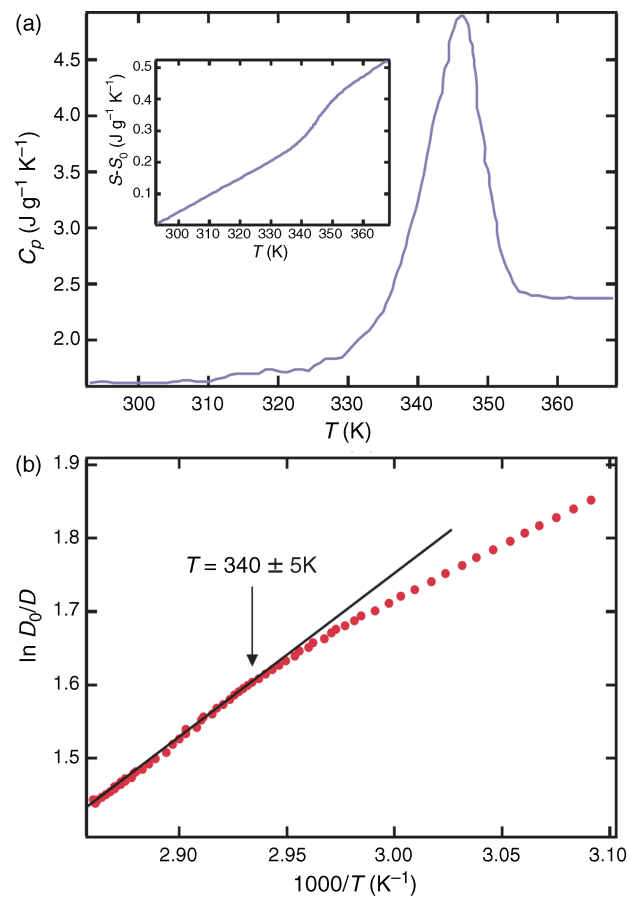 (a)
4.5
4.0
3.5
3.0
2.5
2.0
Cp (J g⁻¹ K⁻¹)
0.5
0.4
0.3
0.2
0.1
S-S₀ (J g⁻¹ K⁻¹)
300 310 320 330 340 350 360
T (K)
300 310 320 330 340 350 360
T (K)
(b)
1.9
1.8
1.7
1.6
1.5
ln D₀/D
T = 340 ± 5K
2.90 2.95 3.00 3.05 3.10
1000/T (K⁻¹)